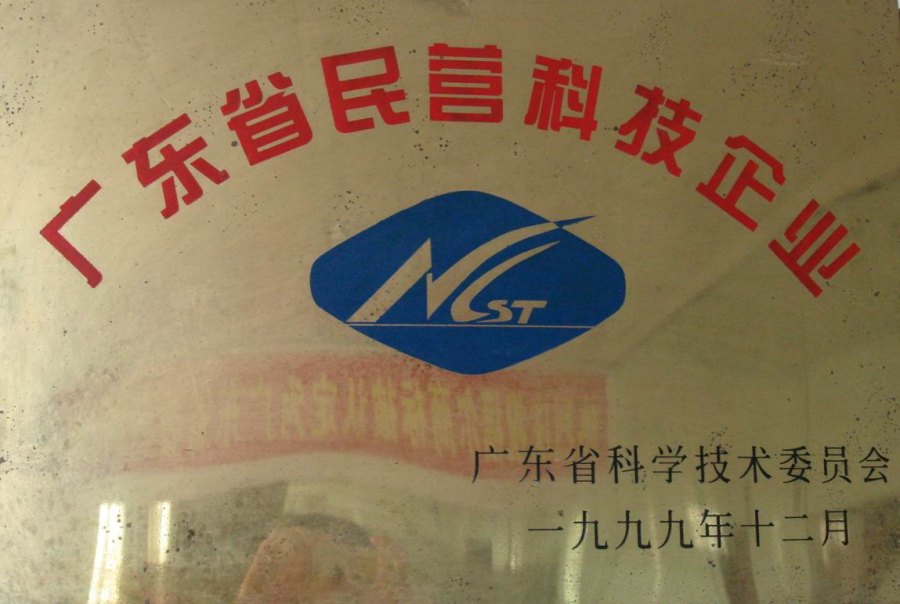 广东省民营科技企业
NCST
广东省科学技术委员会
一九九九年十二月